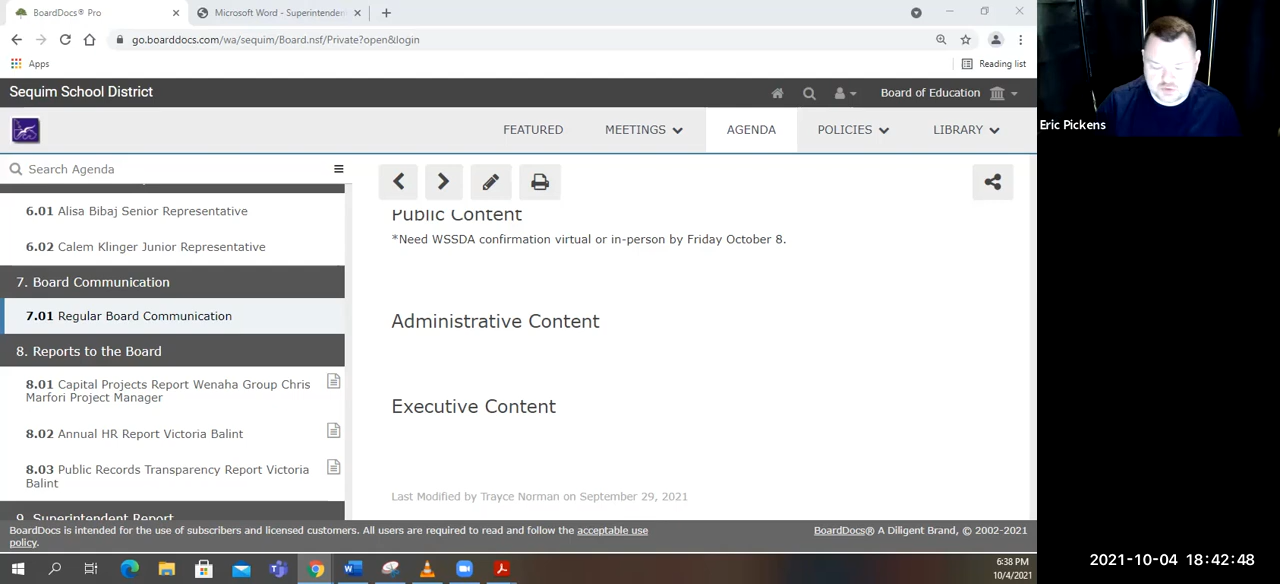 BoardDocs® Pro
Microsoft Word - Superintenden
go.boarddocs.com/wa/sequim/Board.nsf/Private?open&login
Apps
Reading list
Sequim School District
Board of Education
FEATURED
MEETINGS
AGENDA
POLICIES
LIBRARY
Search Agenda
6.01 Alisa Bibaj Senior Representative
6.02 Calem Klinger Junior Representative
7. Board Communication
7.01 Regular Board Communication
8. Reports to the Board
8.01 Capital Projects Report Wenaha Group Chris
Marfori Project Manager
8.02 Annual HR Report Victoria Balint
8.03 Public Records Transparency Report Victoria
Balint
9. Superintendent Report
Public Content
*Need WSSDA confirmation virtual or in-person by Friday October 8.
Administrative Content
Executive Content
Last Modified by Trayce Norman on September 29, 2021
BoardDocs is intended for the use of subscribers and licensed customers. All users are required to read and follow the acceptable use
policy.
BoardDocs® A Diligent Brand, © 2002-2021
6:38 PM
10/4/2021
Eric Pickens
2021-10-04 18:42:48